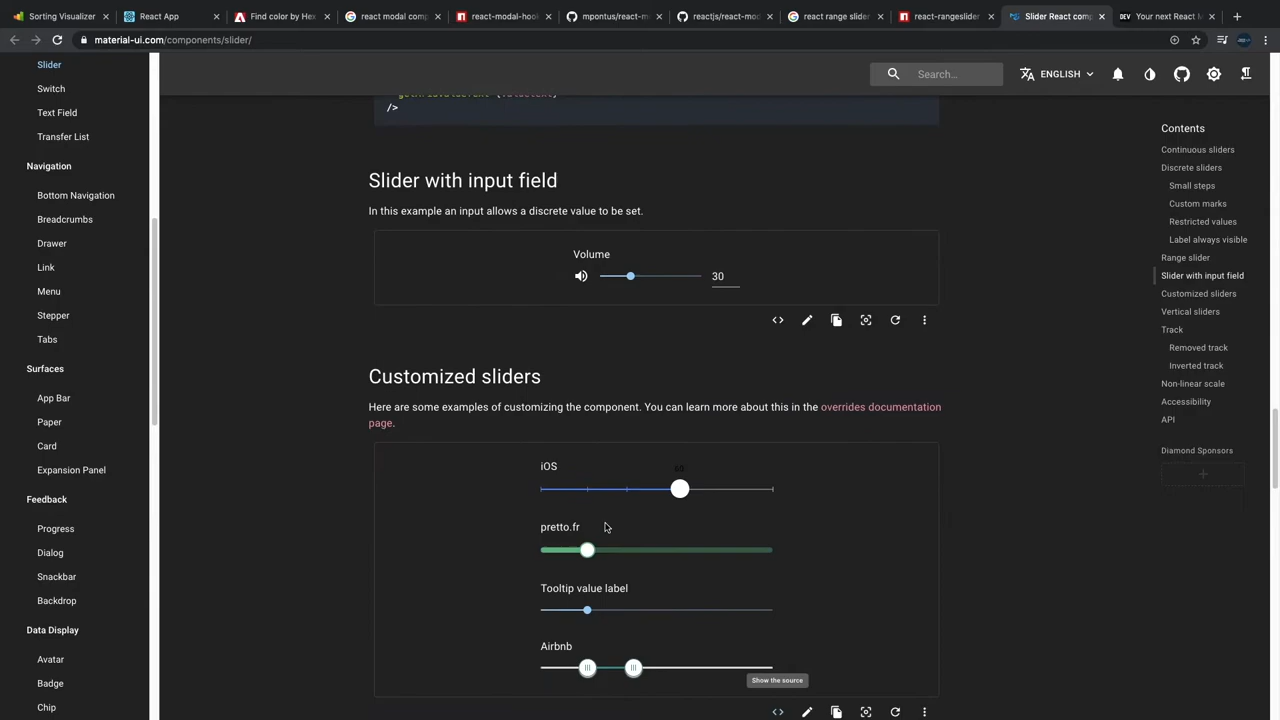 Sorting Visualizer
React App
Find color by Hex
react modal comp
react-modal-hook
mpontus/react-m
reactjs/react-mod
react range slider
react-rangeslider
Slider React comp
Your next React M
material-ui.com/components/slider/
Search...
ENGLISH
Slider
Switch
Text Field
Transfer List
Navigation
Bottom Navigation
Breadcrumbs
Drawer
Link
Menu
Stepper
Tabs
Surfaces
App Bar
Paper
Card
Expansion Panel
Feedback
Progress
Dialog
Snackbar
Backdrop
Data Display
Avatar
Badge
Chip
/>
Slider with input field
In this example an input allows a discrete value to be set.
Volume
30
Customized sliders
Here are some examples of customizing the component. You can learn more about this in the overrides documentation
page.
iOS
60
pretto.fr
Tooltip value label
Airbnb
Show the source
Contents
Continuous sliders
Discrete sliders
Small steps
Custom marks
Restricted values
Label always visible
Range slider
Slider with input field
Customized sliders
Vertical sliders
Track
Removed track
Inverted track
Non-linear scale
Accessibility
API
Diamond Sponsors